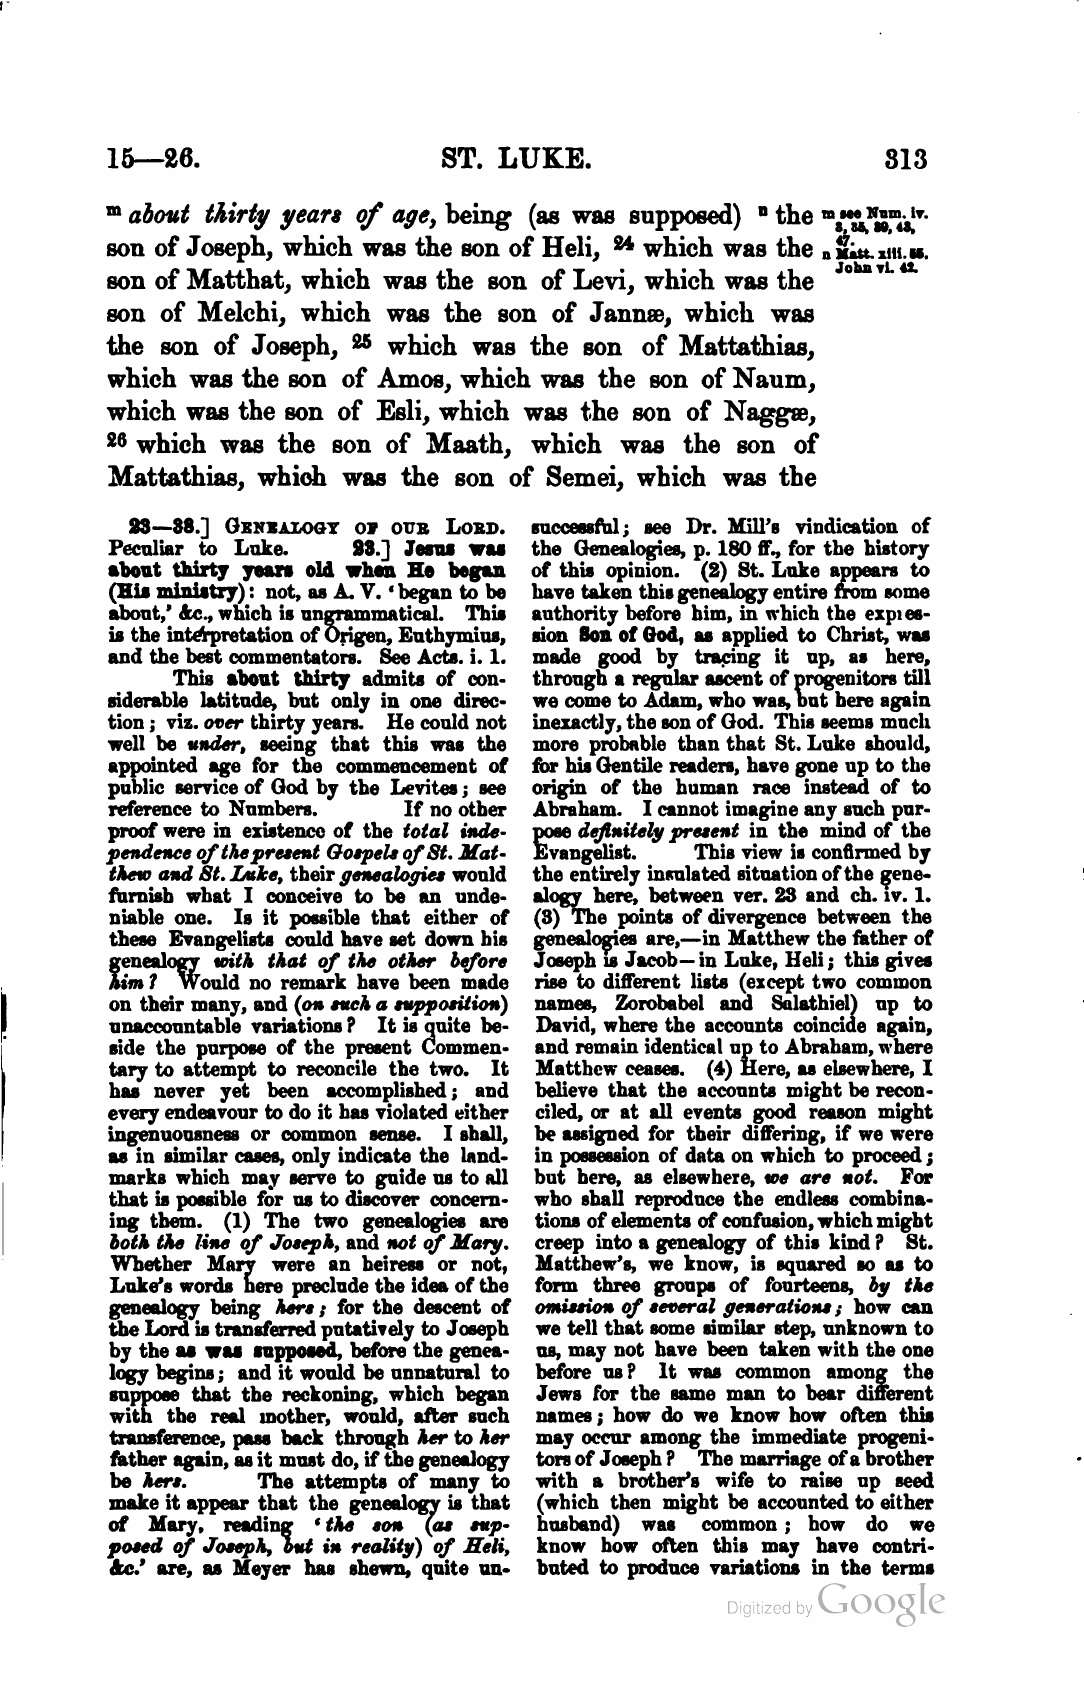 15—26. ST. LUKE. 313
m about thirty years of age, being (as was supposed) n the
son of Joseph, which was the son of Heli, 24 which was the
son of Matthat, which was the son of Levi, which was the
son of Melchi, which was the son of Jannæ, which was
the son of Joseph, 25 which was the son of Mattathias,
which was the son of Amos, which was the son of Naum,
which was the son of Esli, which was the son of Naggæ,
26 which was the son of Maath, which was the son of
Mattathias, which was the son of Semei, which was the
m see Num. iv.
3, 35, 39, 43,
47.
n Matt. xiii. 55.
John vi. 42.
23—38.] GENEALOGY OF OUR LORD.
Peculiar to Luke. 23.] Jesus was
about thirty years old when He began
(His ministry): not, as A. V. 'began to be
about,' &c., which is ungrammatical. This
is the interpretation of Origen, Euthymius,
and the best commentators. See Acts. i. 1.
This about thirty admits of con-
siderable latitude, but only in one direc-
tion; viz. over thirty years. He could not
well be under, seeing that this was the
appointed age for the commencement of
public service of God by the Levites; see
reference to Numbers. If no other
proof were in existence of the total inde-
pendence of the present Gospels of St. Mat-
thew and St. Luke, their genealogies would
furnish what I conceive to be an unde-
niable one. Is it possible that either of
these Evangelists could have set down his
genealogy with that of the other before
him? Would no remark have been made
on their many, and (on such a supposition)
unaccountable variations? It is quite be-
side the purpose of the present Commen-
tary to attempt to reconcile the two. It
has never yet been accomplished; and
every endeavour to do it has violated either
ingenuousness or common sense. I shall,
as in similar cases, only indicate the land-
marks which may serve to guide us to all
that is possible for us to discover concern-
ing them. (1) The two genealogies are
both the line of Joseph, and not of Mary.
Whether Mary were an heiress or not,
Luke's words here preclude the idea of the
genealogy being hers; for the descent of
the Lord is transferred putatively to Joseph
by the as was supposed, before the genea-
logy begins; and it would be unnatural to
suppose that the reckoning, which began
with the real mother, would, after such
transference, pass back through her to her
father again, as it must do, if the genealogy
be hers. The attempts of many to
make it appear that the genealogy is that
of Mary, reading 'the son (as sup-
posed of Joseph, but in reality) of Heli,
&c.' are, as Meyer has shewn, quite un-
successful; see Dr. Mill's vindication of
the Genealogies, p. 180 ff., for the history
of this opinion. (2) St. Luke appears to
have taken this genealogy entire from some
authority before him, in which the expres-
sion Son of God, as applied to Christ, was
made good by tracing it up, as here,
through a regular ascent of progenitors till
we come to Adam, who was, but here again
inexactly, the son of God. This seems much
more probable than that St. Luke should,
for his Gentile readers, have gone up to the
origin of the human race instead of to
Abraham. I cannot imagine any such pur-
pose definitely present in the mind of the
Evangelist. This view is confirmed by
the entirely insulated situation of the gene-
alogy here, between ver. 23 and ch. iv. 1.
(3) The points of divergence between the
genealogies are,—in Matthew the father of
Joseph is Jacob—in Luke, Heli; this gives
rise to different lists (except two common
names, Zorobabel and Salathiel) up to
David, where the accounts coincide again,
and remain identical up to Abraham, where
Matthew ceases. (4) Here, as elsewhere, I
believe that the accounts might be recon-
ciled, or at all events good reason might
be assigned for their differing, if we were
in possession of data on which to proceed;
but here, as elsewhere, we are not. For
who shall reproduce the endless combina-
tions of elements of confusion, which might
creep into a genealogy of this kind? St.
Matthew's, we know, is squared so as to
form three groups of fourteens, by the
omission of several generations; how can
we tell that some similar step, unknown to
us, may not have been taken with the one
before us? It was common among the
Jews for the same man to bear different
names; how do we know how often this
may occur among the immediate progeni-
tors of Joseph? The marriage of a brother
with a brother's wife to raise up seed
(which then might be accounted to either
husband) was common; how do we
know how often this may have contri-
buted to produce variations in the terms
Digitized by Google